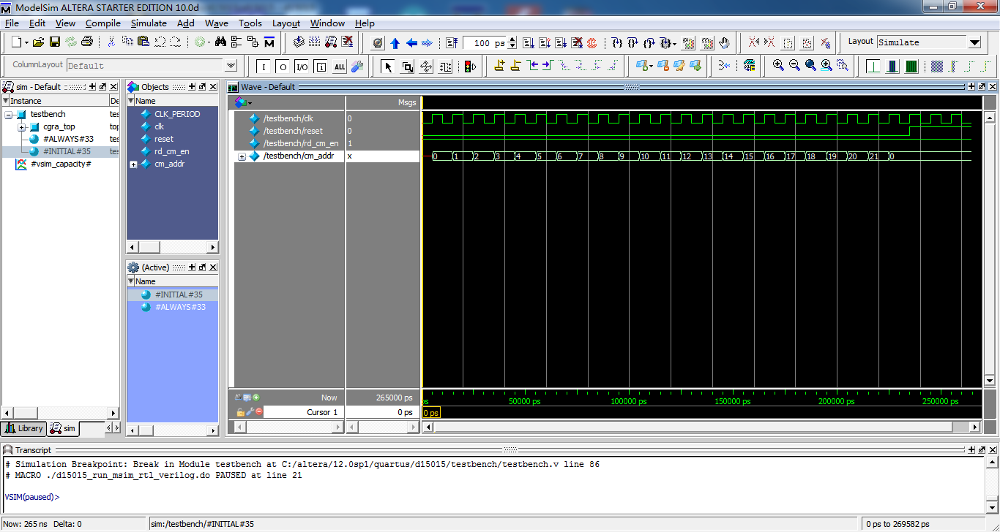 ModelSim ALTERA STARTER EDITION 10.0d
File Edit View Compile Simulate Add Wave Tools Layout Window Help
100 ps
Layout Simulate
ColumnLayout Default
I O I/O ALL
sim - Default
Objects
Wave - Default
Instance De
Name
Msgs
testbench tes
cgra_top top
#ALWAYS#33 tes
#INITIAL#35 tes
#vsim_capacity#
CLK_PERIOD
clk
reset
rd_cm_en
cm_addr
/testbench/clk 0
/testbench/reset 0
/testbench/rd_cm_en 1
/testbench/cm_addr x
0 1 2 3 4 5 6 7 8 9 10 11 12 13 14 15 16 17 18 19 20 21 0
(Active)
Name
#INITIAL#35
#ALWAYS#33
Now 265000 ps
ps 50000 ps 100000 ps 150000 ps 200000 ps 250000 ps
Cursor 1 0 ps
0 ps
Library sim
Transcript
# Simulation Breakpoint: Break in Module testbench at C:/altera/12.0sp1/quartus/d15015/testbench/testbench.v line 86
# MACRO ./d15015_run_msim_rtl_verilog.do PAUSED at line 21
VSIM(paused)>
Now: 265 ns Delta: 0
sim:/testbench/#INITIAL#35
0 ps to 269582 ps